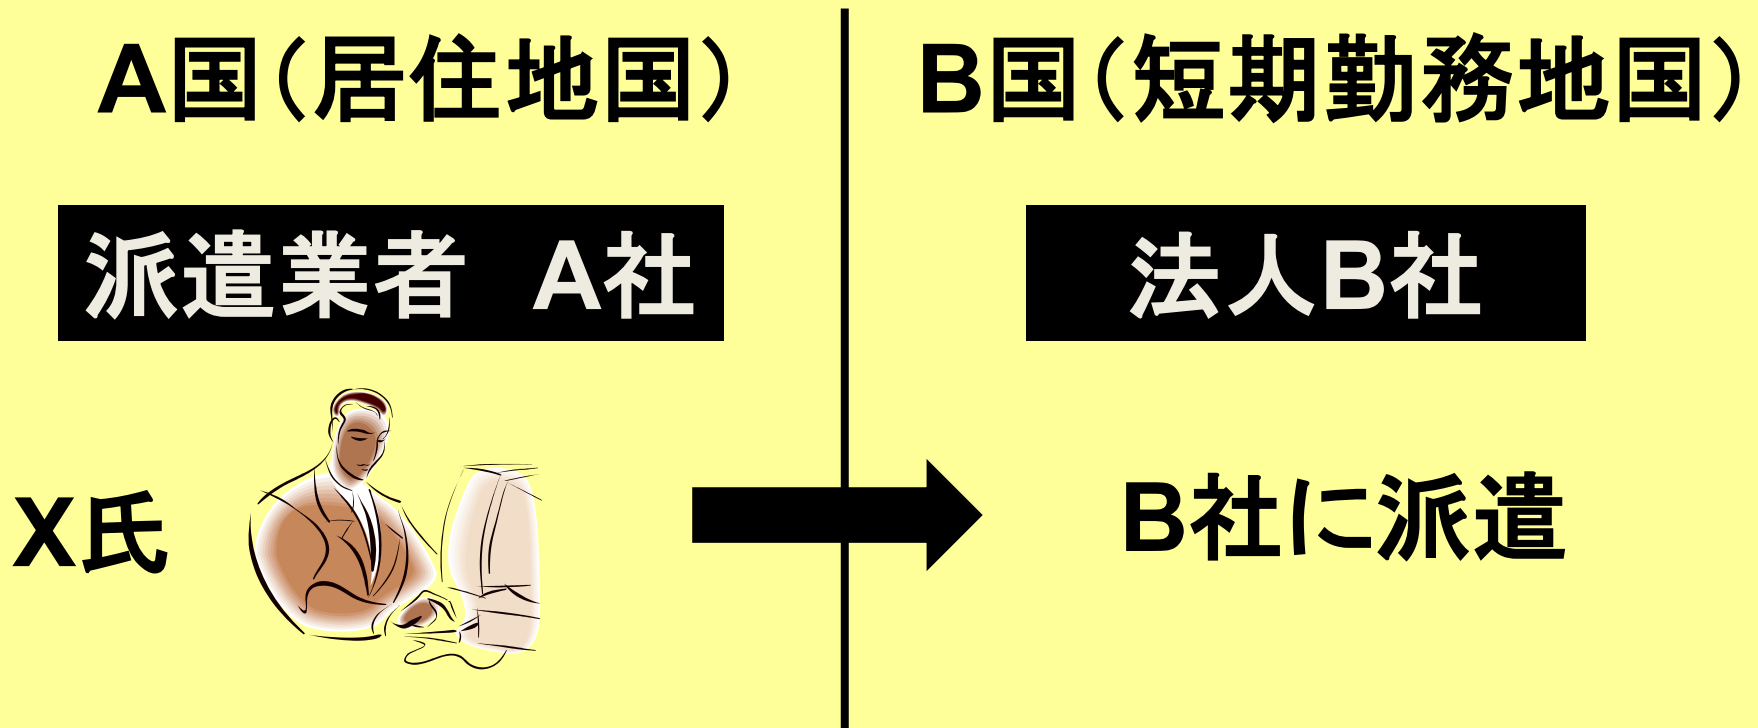 A国（居住地国）
B国（短期勤務地国）
派遣業者　A社
法人B社
X氏
B社に派遣